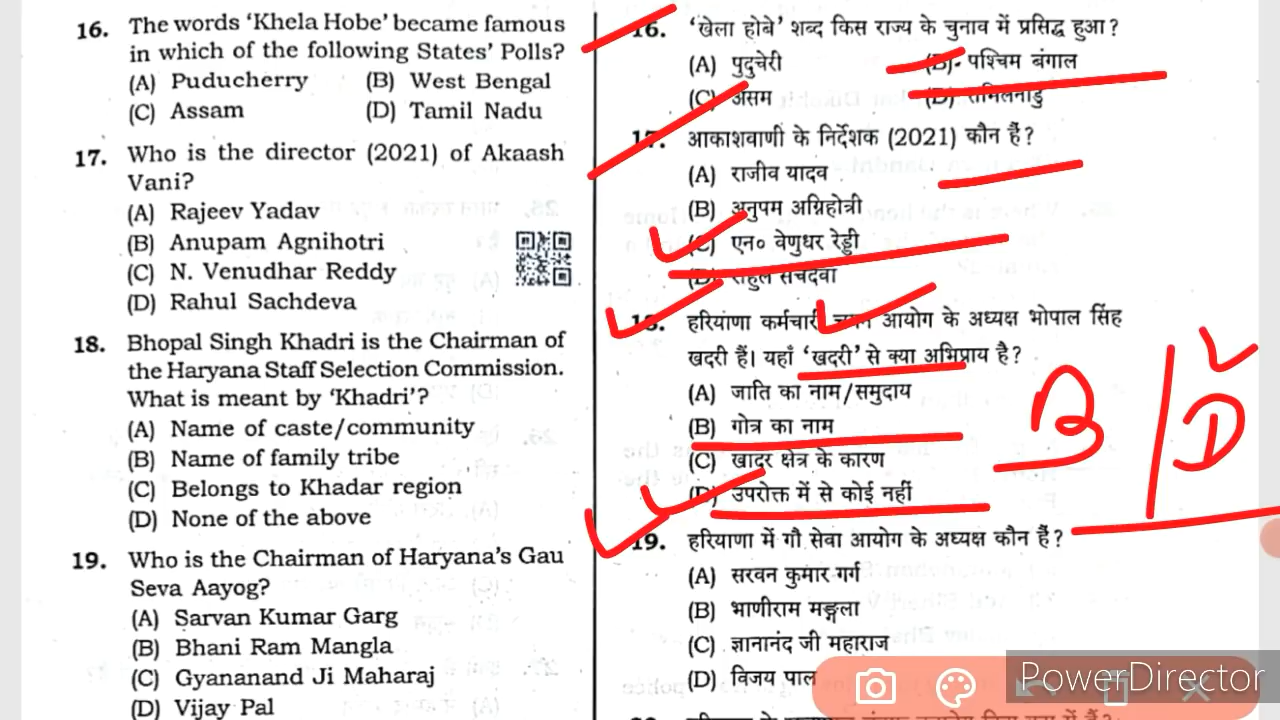 16. The words 'Khela Hobe' became famous
in which of the following States' Polls?
(A) Puducherry (B) West Bengal
(C) Assam (D) Tamil Nadu
17. Who is the director (2021) of Akaash
Vani?
(A) Rajeev Yadav
(B) Anupam Agnihotri
(C) N. Venudhar Reddy
(D) Rahul Sachdeva
18. Bhopal Singh Khadri is the Chairman of
the Haryana Staff Selection Commission.
What is meant by 'Khadri'?
(A) Name of caste/community
(B) Name of family tribe
(C) Belongs to Khadar region
(D) None of the above
19. Who is the Chairman of Haryana's Gau
Seva Aayog?
(A) Sarvan Kumar Garg
(B) Bhani Ram Mangla
(C) Gyananand Ji Maharaj
(D) Vijay Pal
16. 'खेला होबे' शब्द किस राज्य के चुनाव में प्रसिद्ध हुआ?
(A) पुदुचेरी (B) पश्चिम बंगाल
(C) असम (D) तमिलनाडु
17. आकाशवाणी के निर्देशक (2021) कौन हैं?
(A) राजीव यादव
(B) अनुपम अग्निहोत्री
(C) एन० वेणुधर रेड्डी
(D) राहुल सचदेवा
18. हरियाणा कर्मचारी चयन आयोग के अध्यक्ष भोपाल सिंह
खदरी हैं। यहाँ 'खदरी' से क्या अभिप्राय है?
(A) जाति का नाम/समुदाय
(B) गोत्र का नाम
(C) खादर क्षेत्र के कारण
(D) उपरोक्त में से कोई नहीं
B / D
19. हरियाणा में गौ सेवा आयोग के अध्यक्ष कौन हैं?
(A) सरवन कुमार गर्ग
(B) भाणीराम मङ्गला
(C) ज्ञानानंद जी महाराज
(D) विजय पाल
PowerDirector